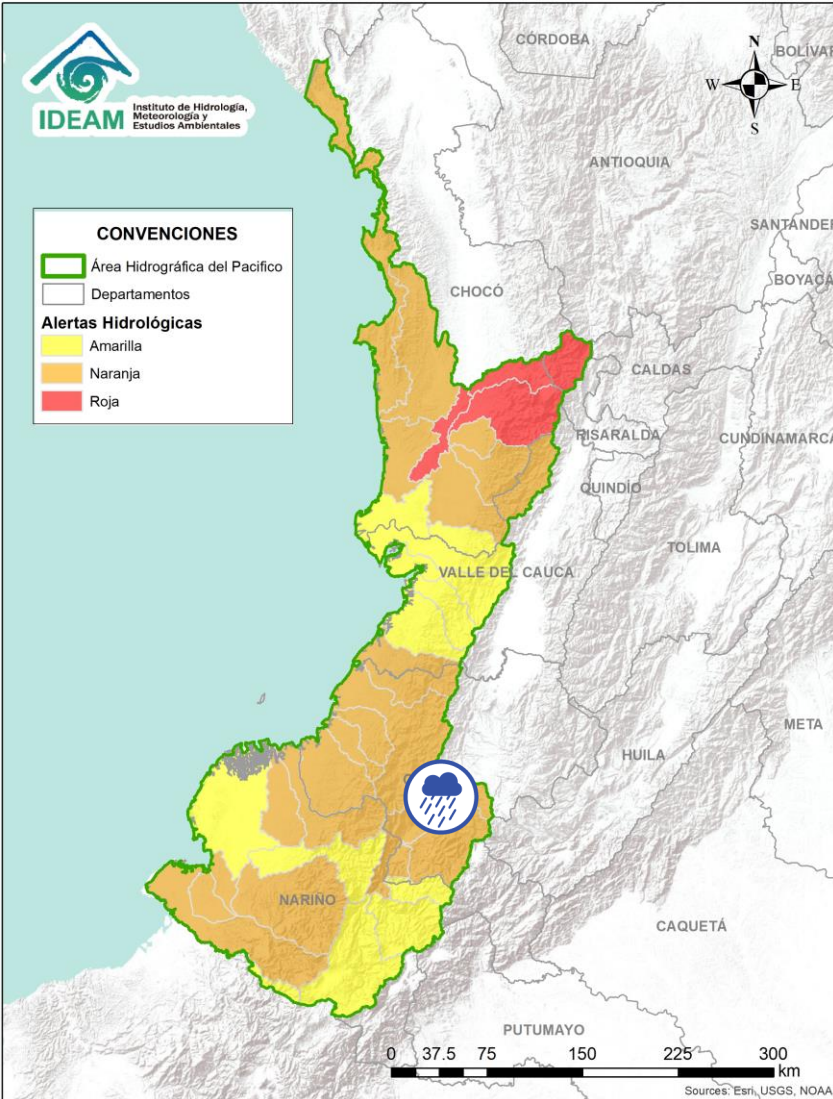 IDEAM
Instituto de Hidrología,
Meteorología y
Estudios Ambientales
N
W
E
S
CÓRDOBA
BOLÍVAR
ANTIOQUIA
SANTANDER
BOYACÁ
CHOCÓ
CALDAS
RISARALDA
CUNDINAMARCA
QUINDÍO
TOLIMA
VALLE DEL CAUCA
META
HUILA
NARIÑO
CAQUETÁ
PUTUMAYO
CONVENCIONES
Área Hidrográfica del Pacifico
Departamentos
Alertas Hidrológicas
Amarilla
Naranja
Roja
0 37.5 75 150 225 300
km
Sources: Esri, USGS, NOAA